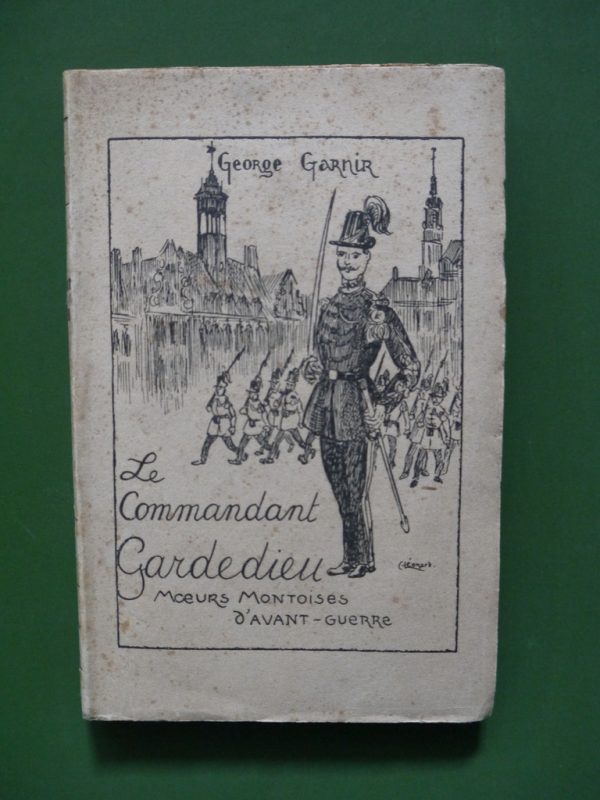 George Garnir
Le
Commandant
Gardedieu
Mœurs Montoises
d'avant-guerre